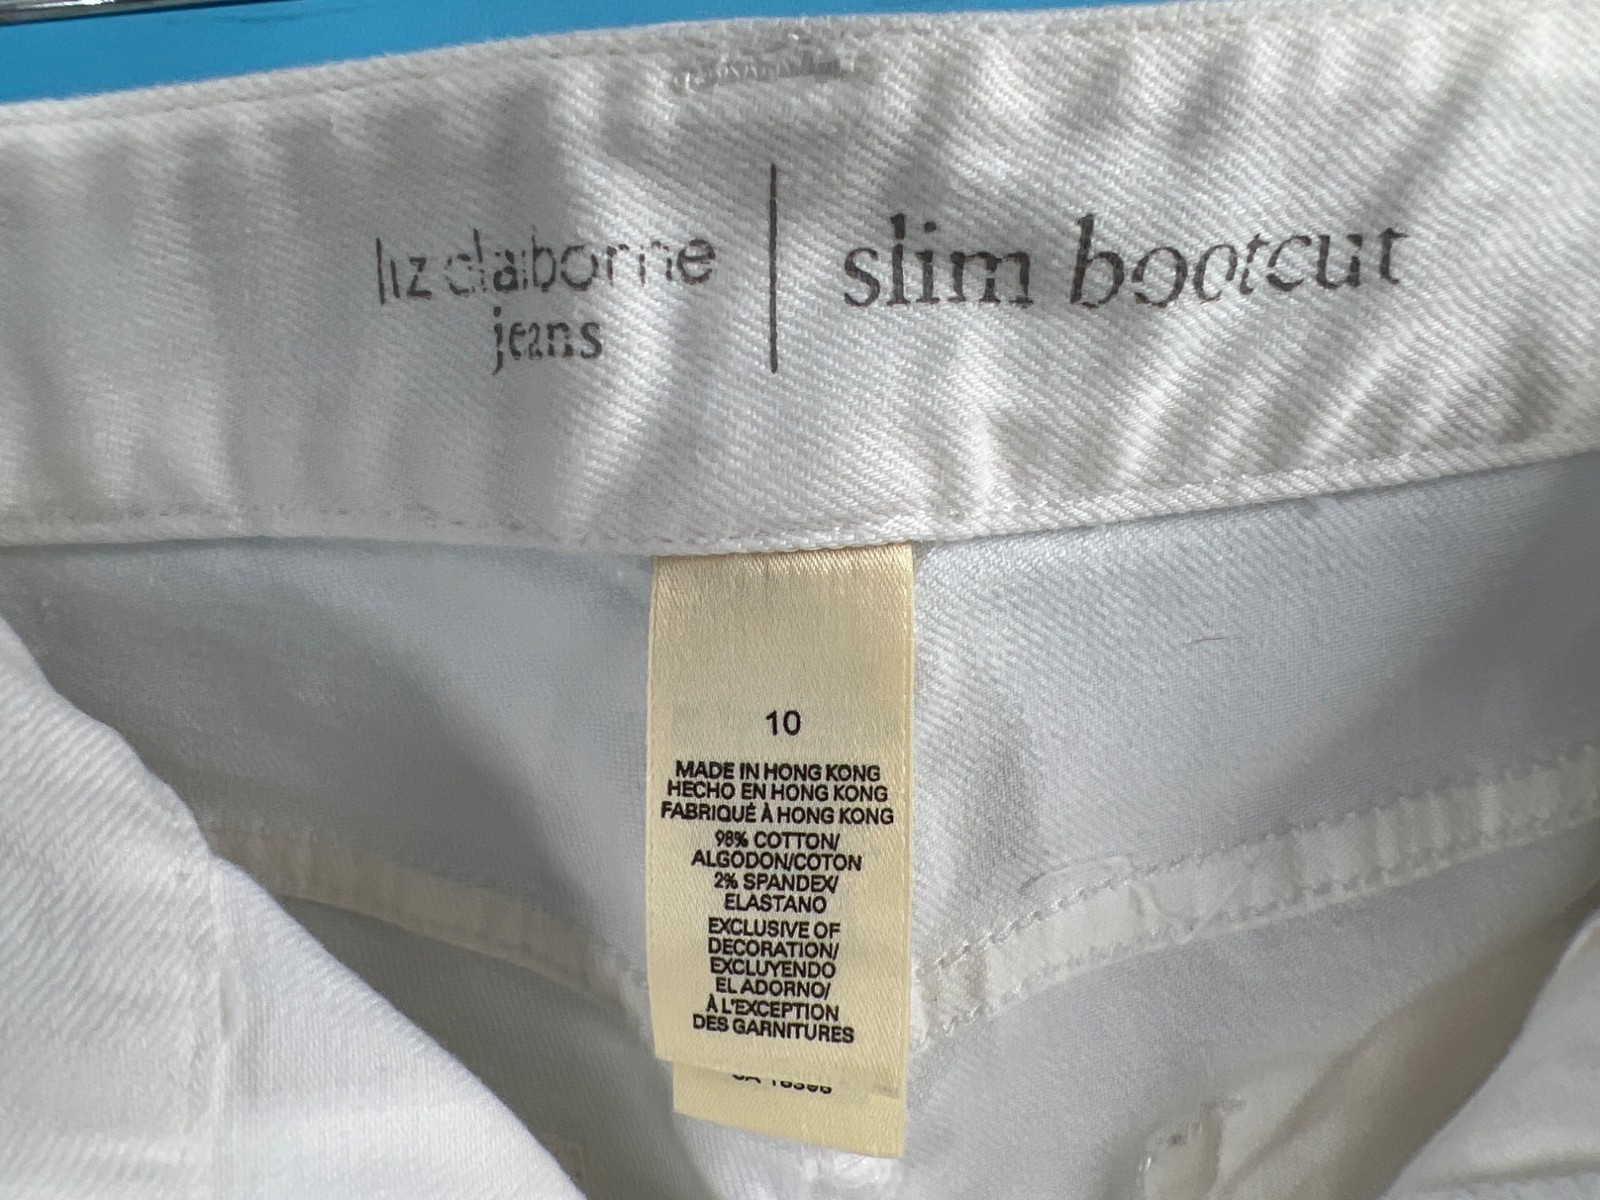 liz claiborne
jeans
slim bootcut
10
MADE IN HONG KONG
HECHO EN HONG KONG
FABRIQUÉ À HONG KONG
98% COTTON/
ALGODON/COTON
2% SPANDEX/
ELASTANO
EXCLUSIVE OF
DECORATION/
EXCLUYENDO
EL ADORNO/
À L'EXCEPTION
DES GARNITURES